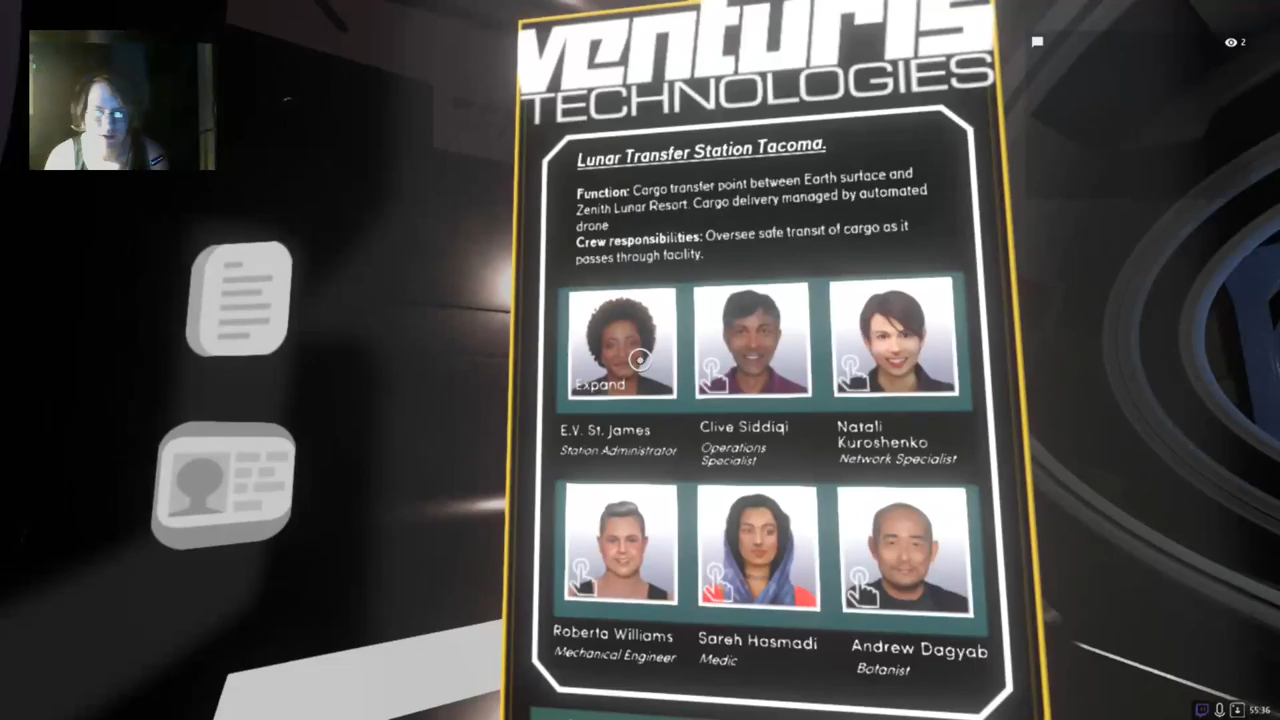 venturis
TECHNOLOGIES
2
Lunar Transfer Station Tacoma.
Function: Cargo transfer point between Earth surface and
Zenith Lunar Resort. Cargo delivery managed by automated
drone
Crew responsibilities: Oversee safe transit of cargo as it
passes through facility.
Expand
E.V. St. James
Station Administrator
Clive Siddiqi
Operations
Specialist
Natali
Kuroshenko
Network Specialist
Roberta Williams
Mechanical Engineer
Sareh Hasmadi
Medic
Andrew Dagyab
Botanist
55:36